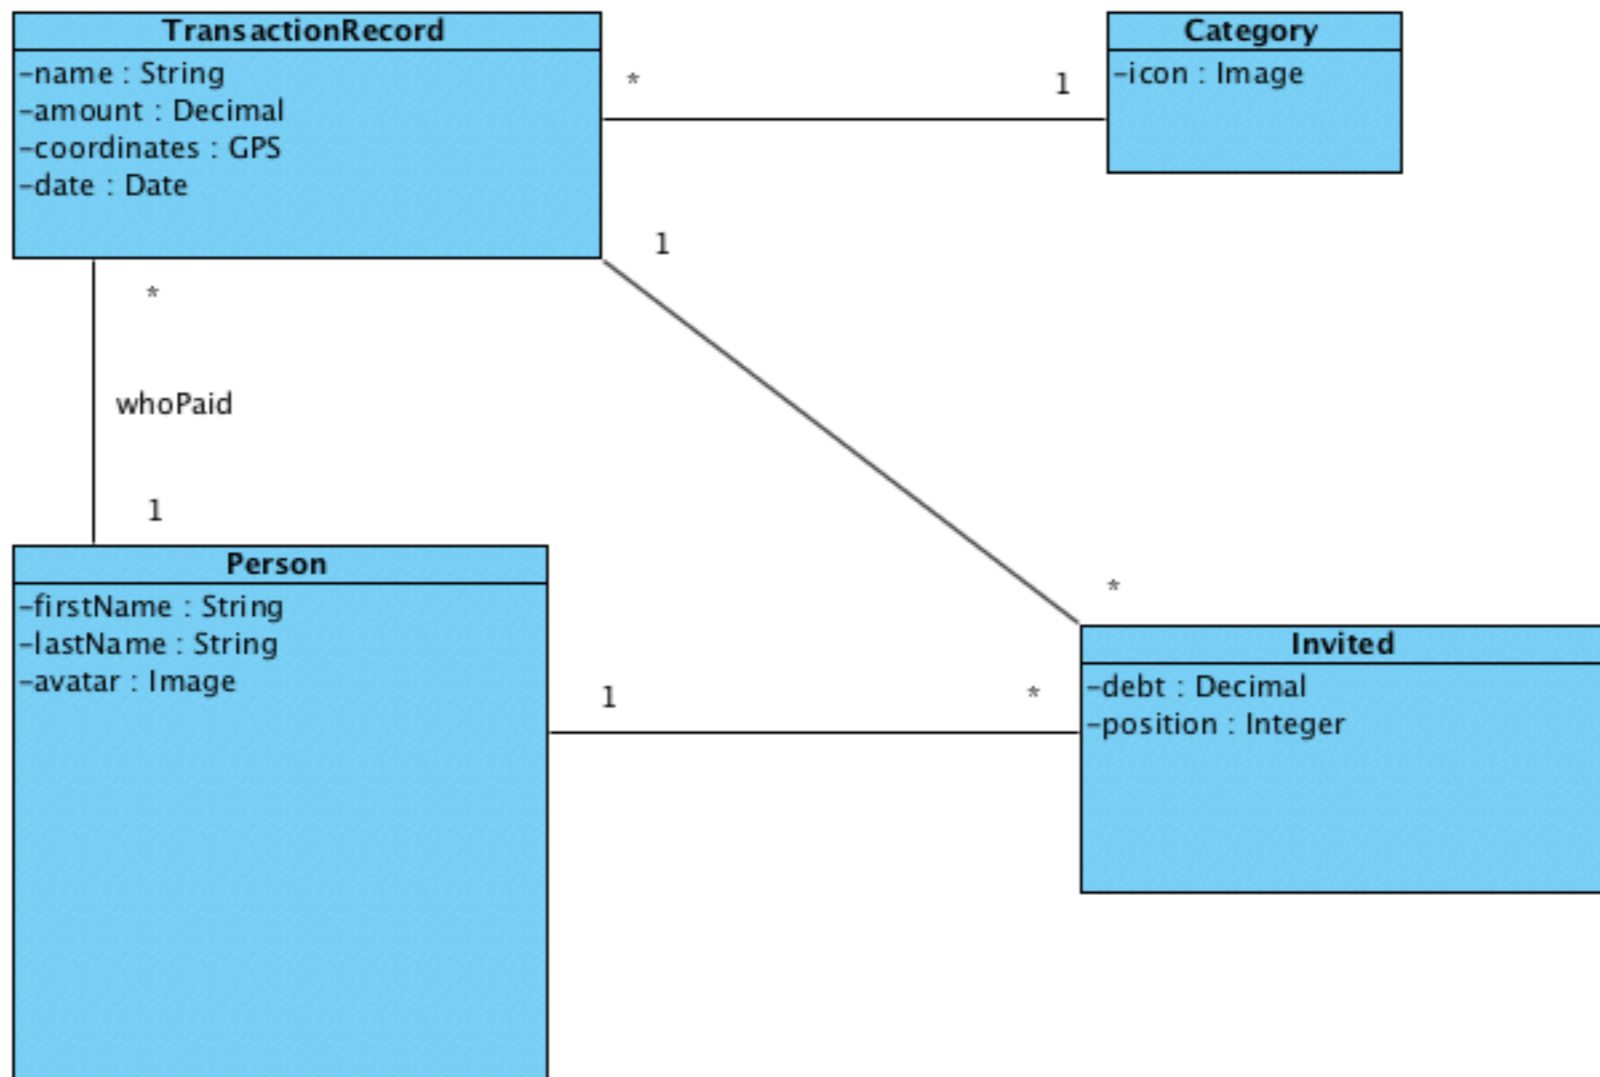 TransactionRecord
-name : String
-amount : Decimal
-coordinates : GPS
-date : Date
Category
-icon : Image
*
1
1
*
whoPaid
1
Person
-firstName : String
-lastName : String
-avatar : Image
1
*
*
Invited
-debt : Decimal
-position : Integer